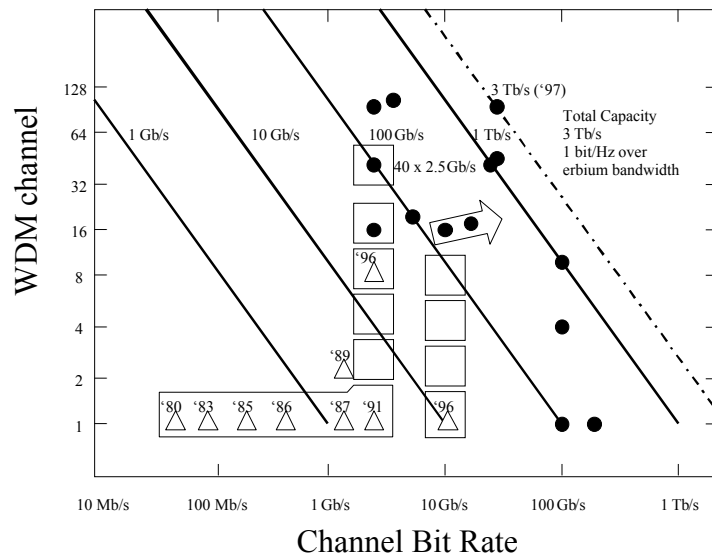 WDM channel
128
64
32
16
8
4
2
1
1 Gb/s
10 Gb/s
100 Gb/s
1 Tb/s
3 Tb/s (‘97)
Total Capacity
3 Tb/s
1 bit/Hz over
erbium bandwidth
40 x 2.5Gb/s
‘96
‘89
‘80
‘83
‘85
‘86
‘87
‘91
‘96
10 Mb/s
100 Mb/s
1 Gb/s
10 Gb/s
100Gb/s
1 Tb/s
Channel Bit Rate